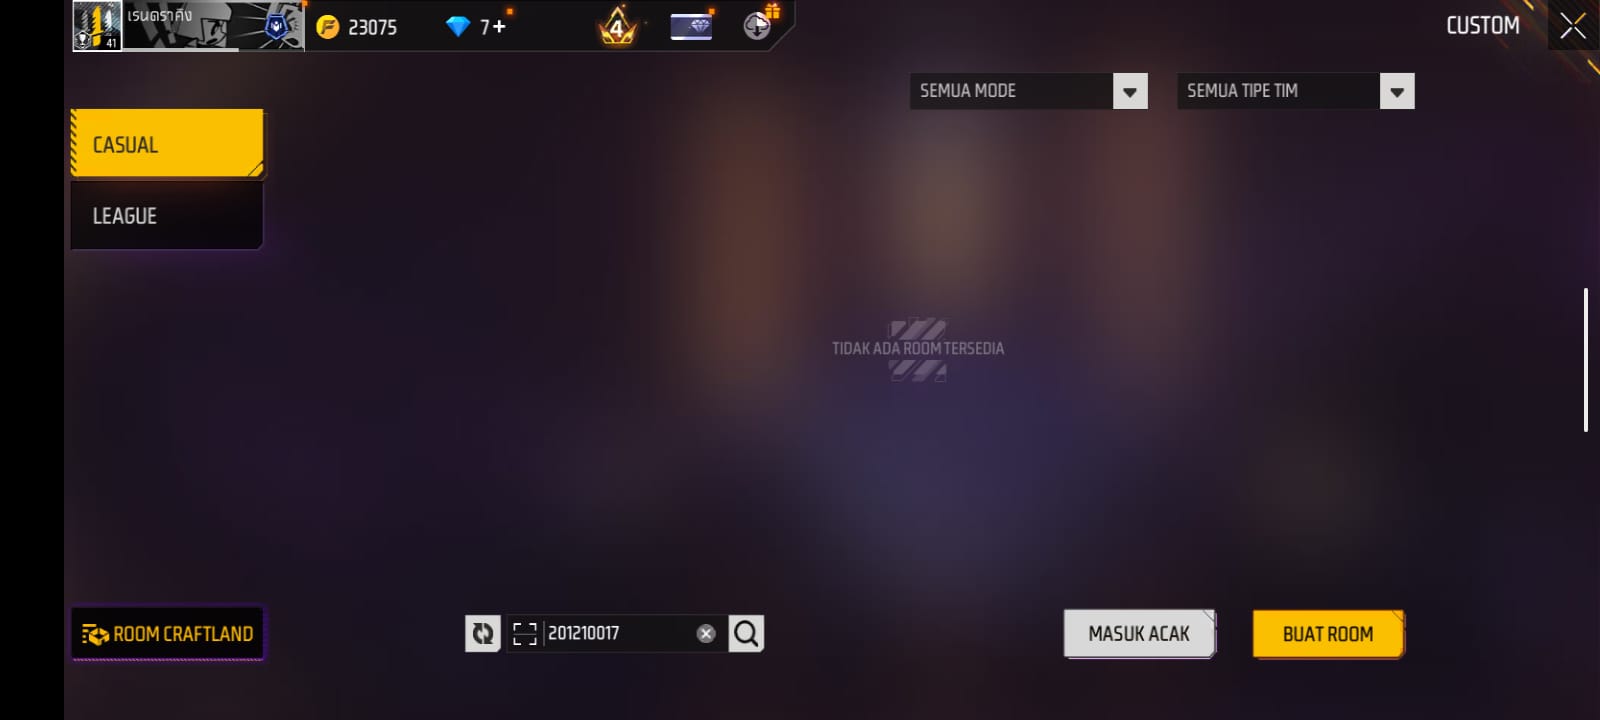 เรนดราคิง
41
23075
7+
4
CUSTOM
SEMUA MODE
SEMUA TIPE TIM
CASUAL
LEAGUE
TIDAK ADA ROOM TERSEDIA
ROOM CRAFTLAND
201210017
MASUK ACAK
BUAT ROOM